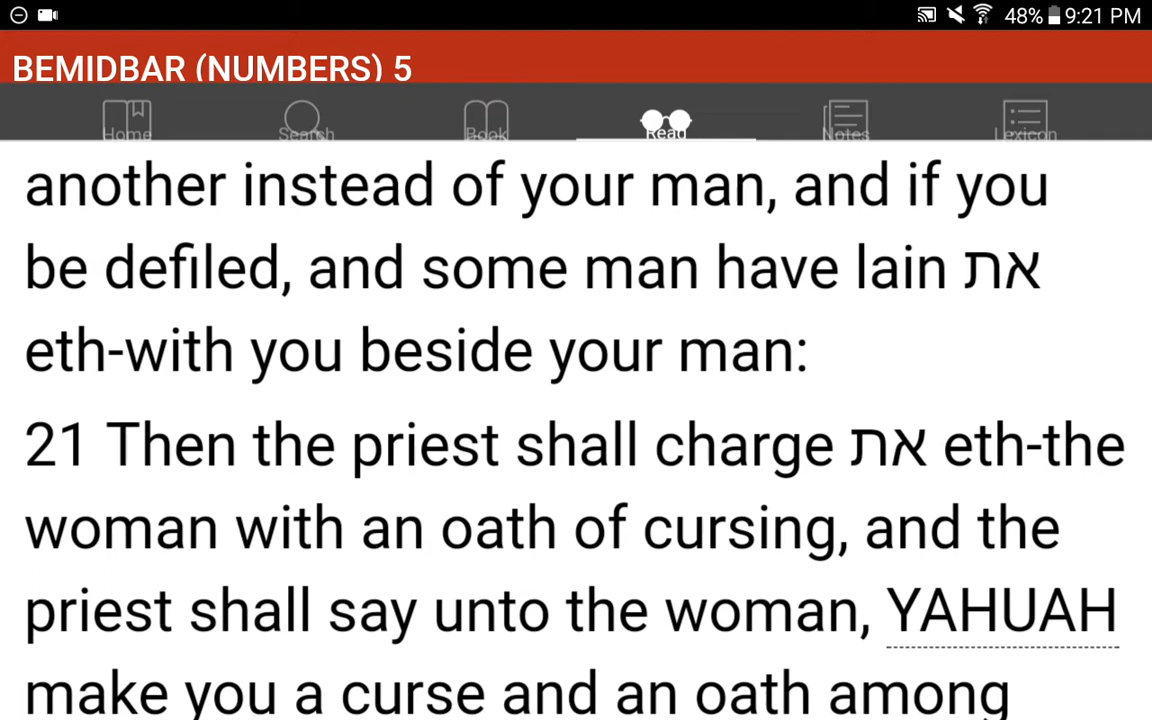 48% 9:21 PM
BEMIDBAR (NUMBERS) 5
Home Search Book Read Notes Lexicon
another instead of your man, and if you
be defiled, and some man have lain את
eth-with you beside your man:
21 Then the priest shall charge את eth-the
woman with an oath of cursing, and the
priest shall say unto the woman, YAHUAH
make you a curse and an oath among